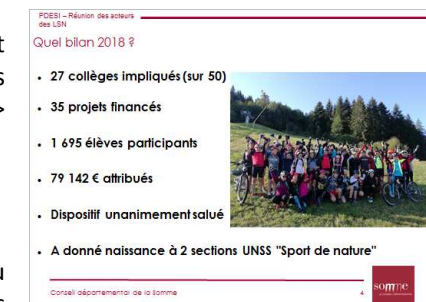 PDESI – Réunion des acteurs
des LSN
Quel bilan 2018 ?
t
• 27 collèges impliqués (sur 50)
s
>
• 35 projets financés
• 1 695 élèves participants
• 79 142 € attribués
• Dispositif unanimement salué
• A donné naissance à 2 sections UNSS "Sport de nature"
u
Conseil départemental de la Somme
4
somme
s